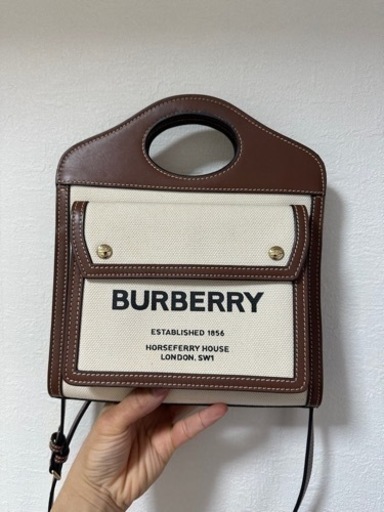 BURBERRY
ESTABLISHED 1856
HORSEFERRY HOUSE
LONDON, SW1